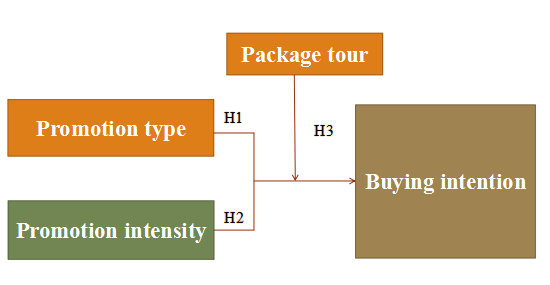 Package tour
Promotion type
H1
H3
Buying intention
H2
Promotion intensity